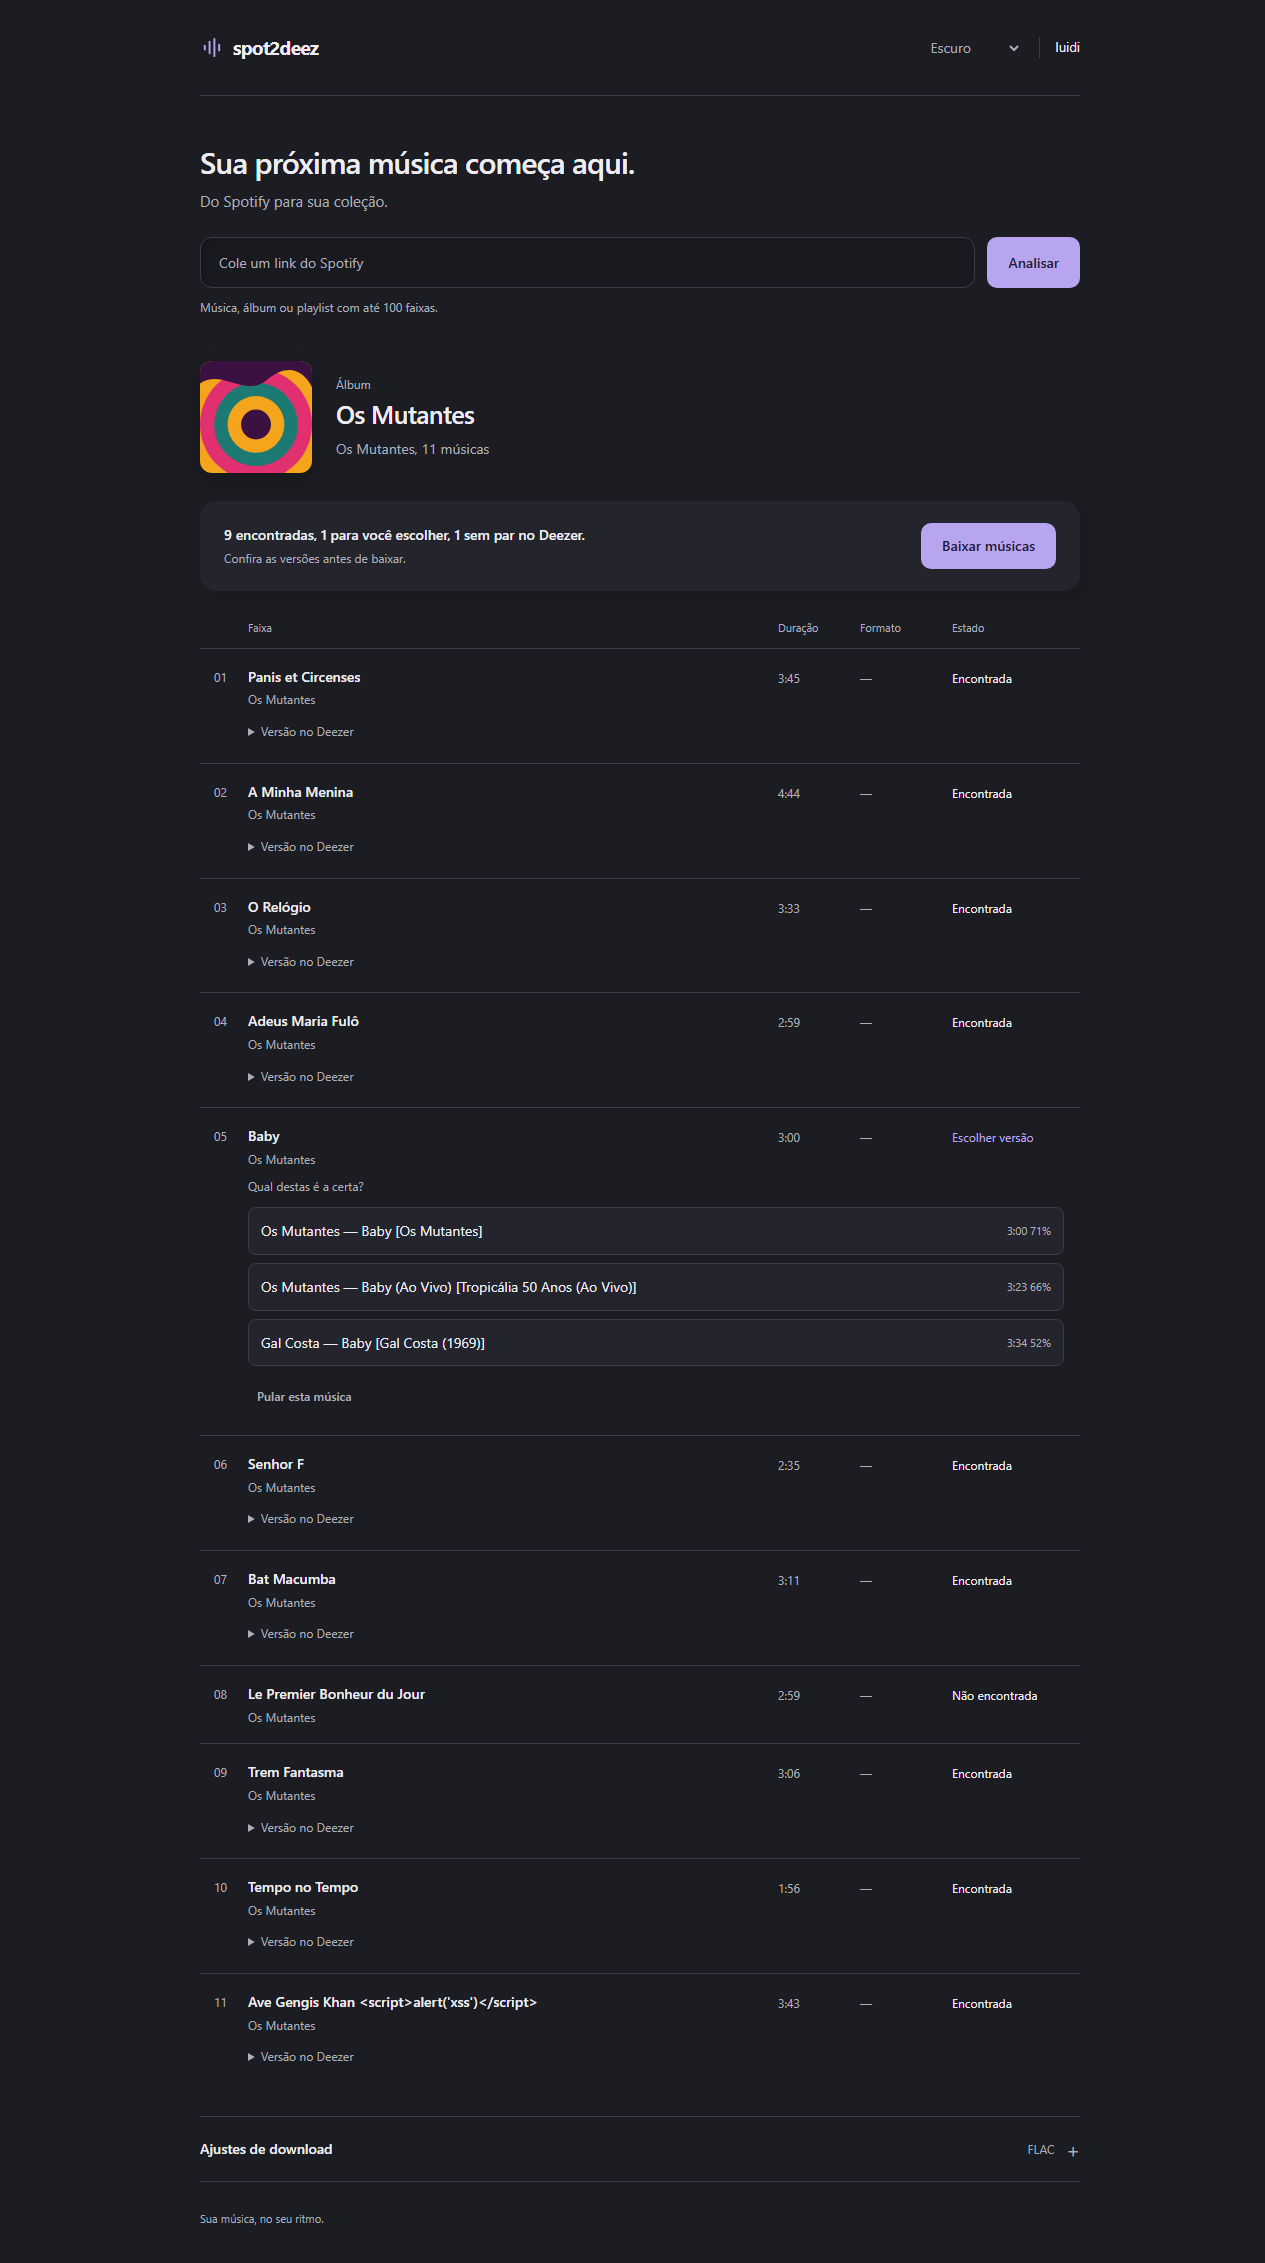 spot2deez
Escuro
luidi
Sua próxima música começa aqui.
Do Spotify para sua coleção.
Cole um link do Spotify
Analisar
Música, álbum ou playlist com até 100 faixas.
Álbum
Os Mutantes
Os Mutantes, 11 músicas
9 encontradas, 1 para você escolher, 1 sem par no Deezer.
Confira as versões antes de baixar.
Baixar músicas
Faixa Duração Formato Estado
01 Panis et Circenses 3:45 — Encontrada
Os Mutantes
Versão no Deezer
02 A Minha Menina 4:44 — Encontrada
Os Mutantes
Versão no Deezer
03 O Relógio 3:33 — Encontrada
Os Mutantes
Versão no Deezer
04 Adeus Maria Fulô 2:59 — Encontrada
Os Mutantes
Versão no Deezer
05 Baby 3:00 — Escolher versão
Os Mutantes
Qual destas é a certa?
Os Mutantes — Baby [Os Mutantes] 3:00 71%
Os Mutantes — Baby (Ao Vivo) [Tropicália 50 Anos (Ao Vivo)] 3:23 66%
Gal Costa — Baby [Gal Costa (1969)] 3:34 52%
Pular esta música
06 Senhor F 2:35 — Encontrada
Os Mutantes
Versão no Deezer
07 Bat Macumba 3:11 — Encontrada
Os Mutantes
Versão no Deezer
08 Le Premier Bonheur du Jour 2:59 — Não encontrada
Os Mutantes
09 Trem Fantasma 3:06 — Encontrada
Os Mutantes
Versão no Deezer
10 Tempo no Tempo 1:56 — Encontrada
Os Mutantes
Versão no Deezer
11 Ave Gengis Khan <script>alert('xss')</script> 3:43 — Encontrada
Os Mutantes
Versão no Deezer
Ajustes de download FLAC +
Sua música, no seu ritmo.